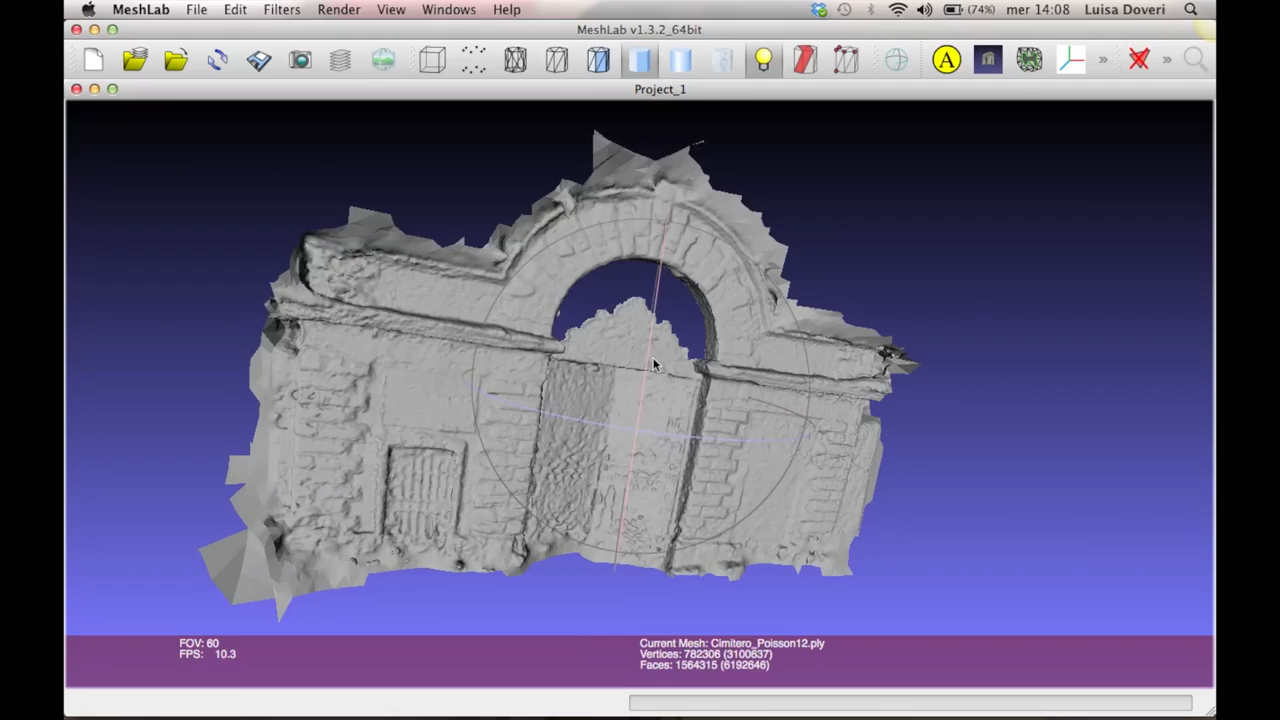 MeshLab File Edit Filters Render View Windows Help (74%) mer 14:08 Luisa Doveri
MeshLab v1.3.2_64bit
A » »
Project_1
FOV: 60
FPS: 10.3
Current Mesh: Cimitero_Poisson12.ply
Vertices: 782306 (3100637)
Faces: 1564315 (6192646)